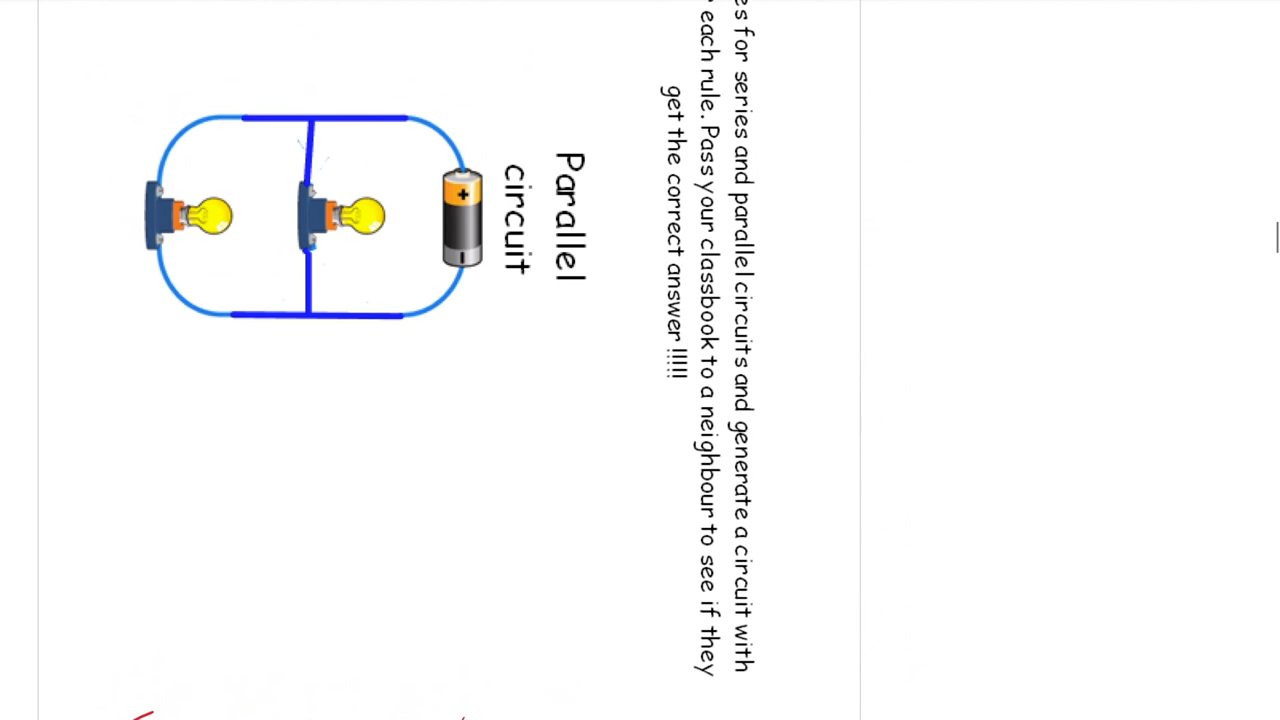 es for series and parallel circuits and generate a circuit with
each rule. Pass your classbook to a neighbour to see if they
get the correct answer !!!!!
Parallel
circuit
+
-